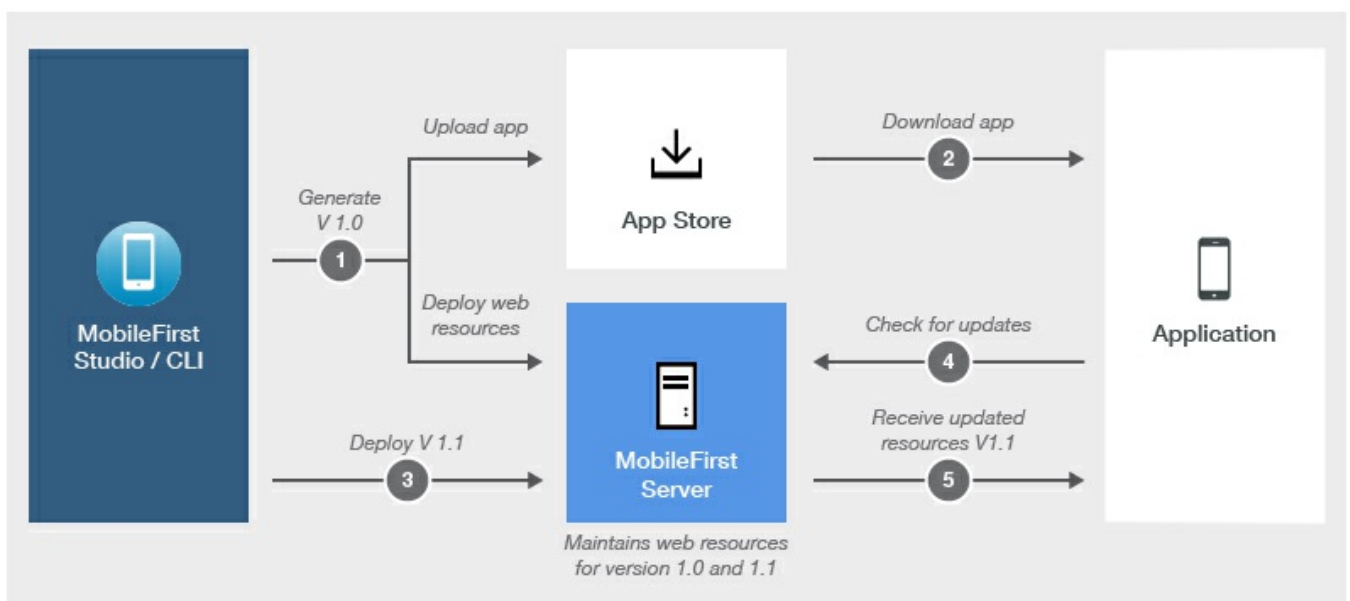 Upload app
Generate
V 1.0
1
Deploy web
resources
MobileFirst
Studio / CLI
Deploy V 1.1
3
App Store
MobileFirst
Server
Maintains web resources
for version 1.0 and 1.1
Download app
2
Check for updates
4
Receive updated
resources V1.1
5
Application